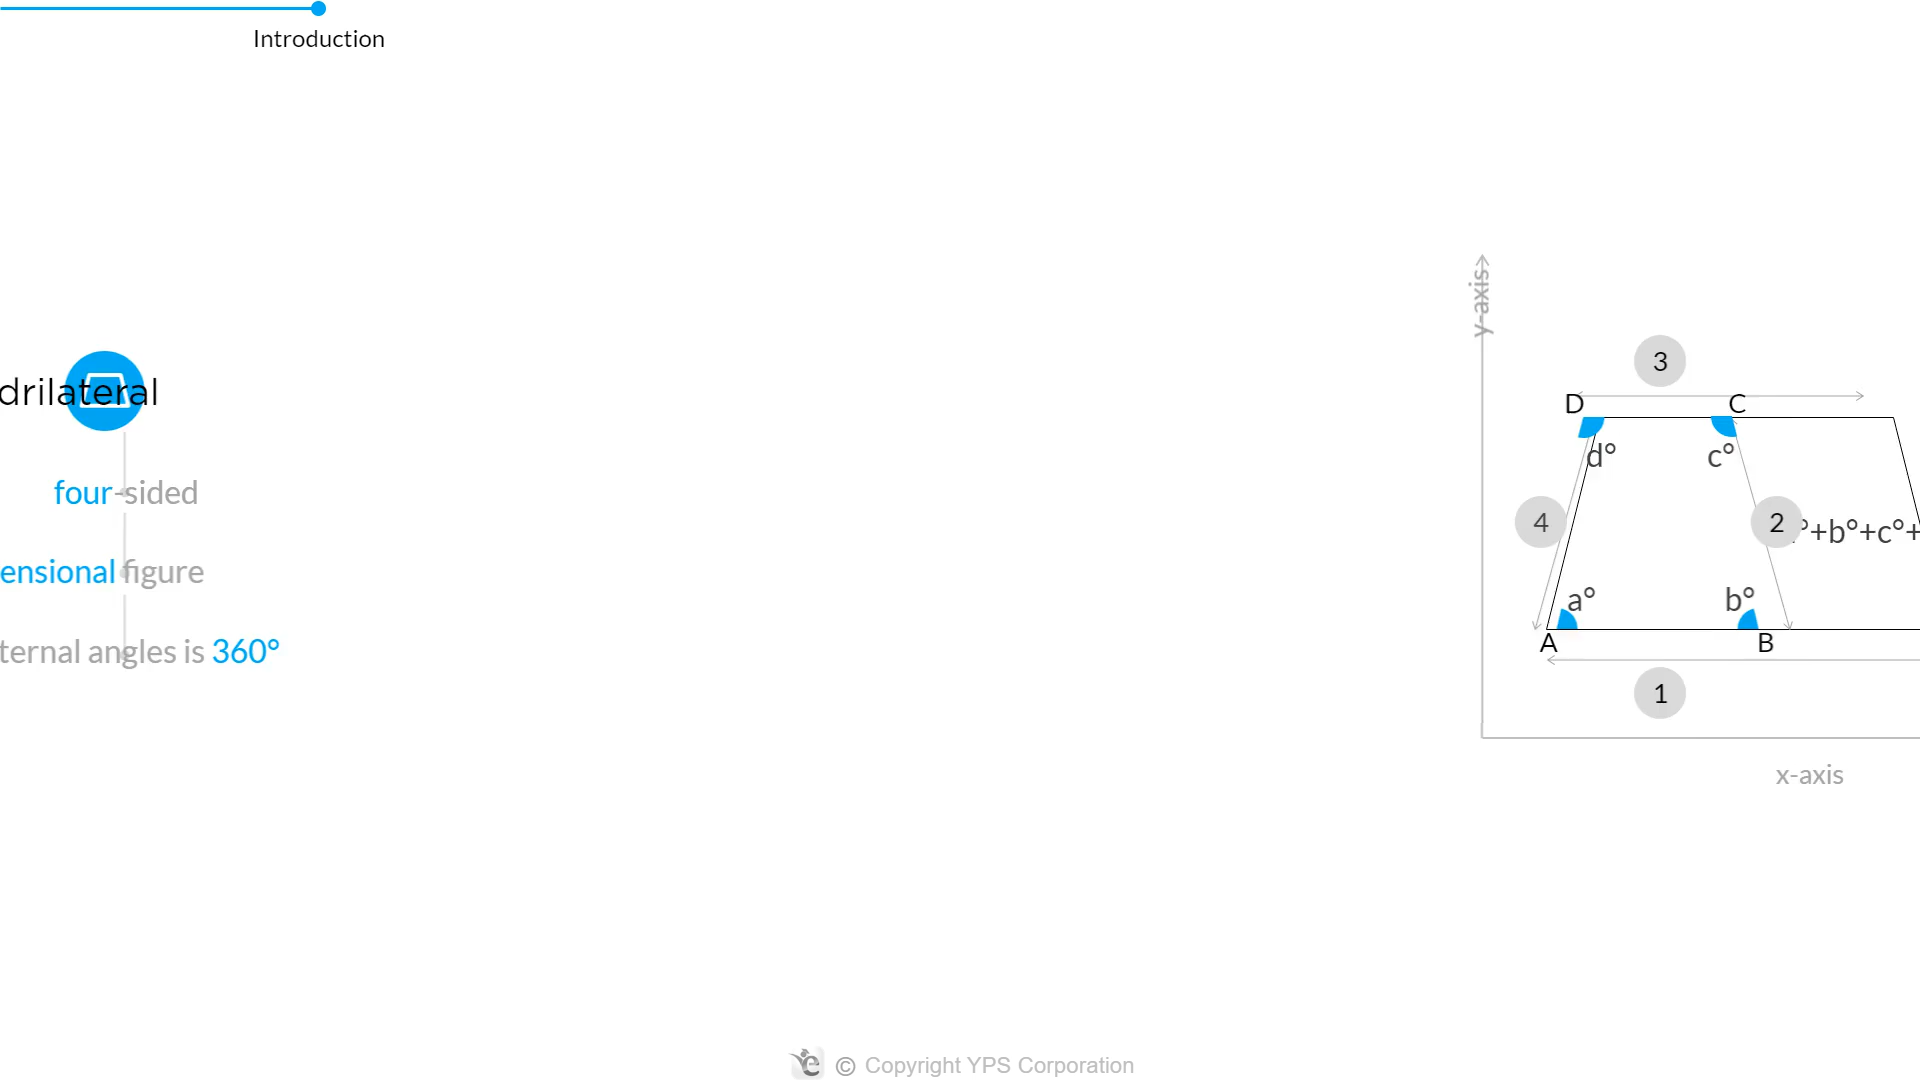 Introduction
drilateral
four-sided
ensional figure
ternal angles is 360°
y-axis
3
D
C
d°
c°
4
2
°+b°+c°+
a°
b°
A
B
1
x-axis
© Copyright YPS Corporation